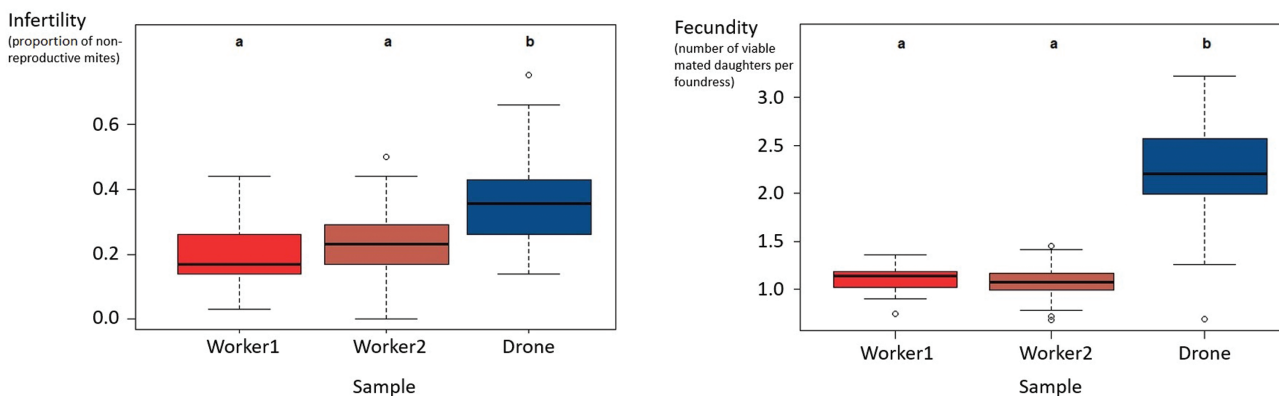 Infertility
(proportion of non-
reproductive mites)
a a b
0.6
0.4
0.2
0.0
Worker1 Worker2 Drone
Sample
Fecundity
(number of viable
mated daughters per
foundress)
a a b
3.0
2.5
2.0
1.5
1.0
Worker1 Worker2 Drone
Sample